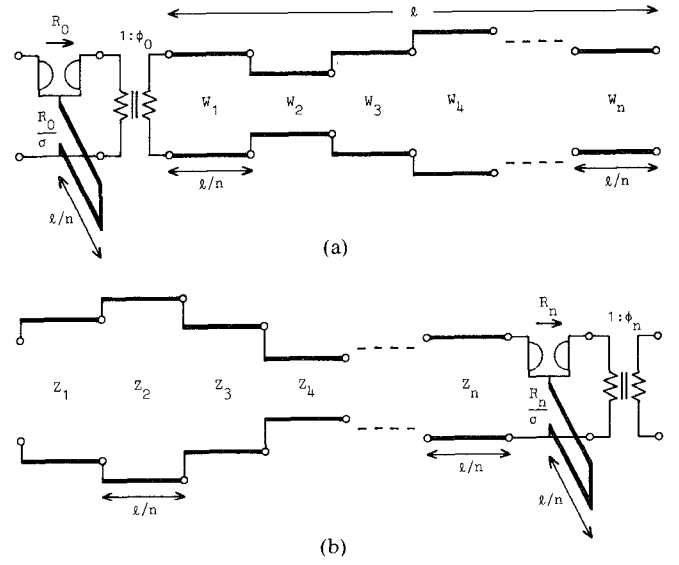 ℓ
R₀
1:ϕ₀
W₁ W₂ W₃ W₄ Wₙ
R₀/σ
ℓ/n ℓ/n
ℓ/n
(a)
Rₙ
1:ϕₙ
Z₁ Z₂ Z₃ Z₄ Zₙ
Rₙ/σ
ℓ/n ℓ/n
ℓ/n
(b)